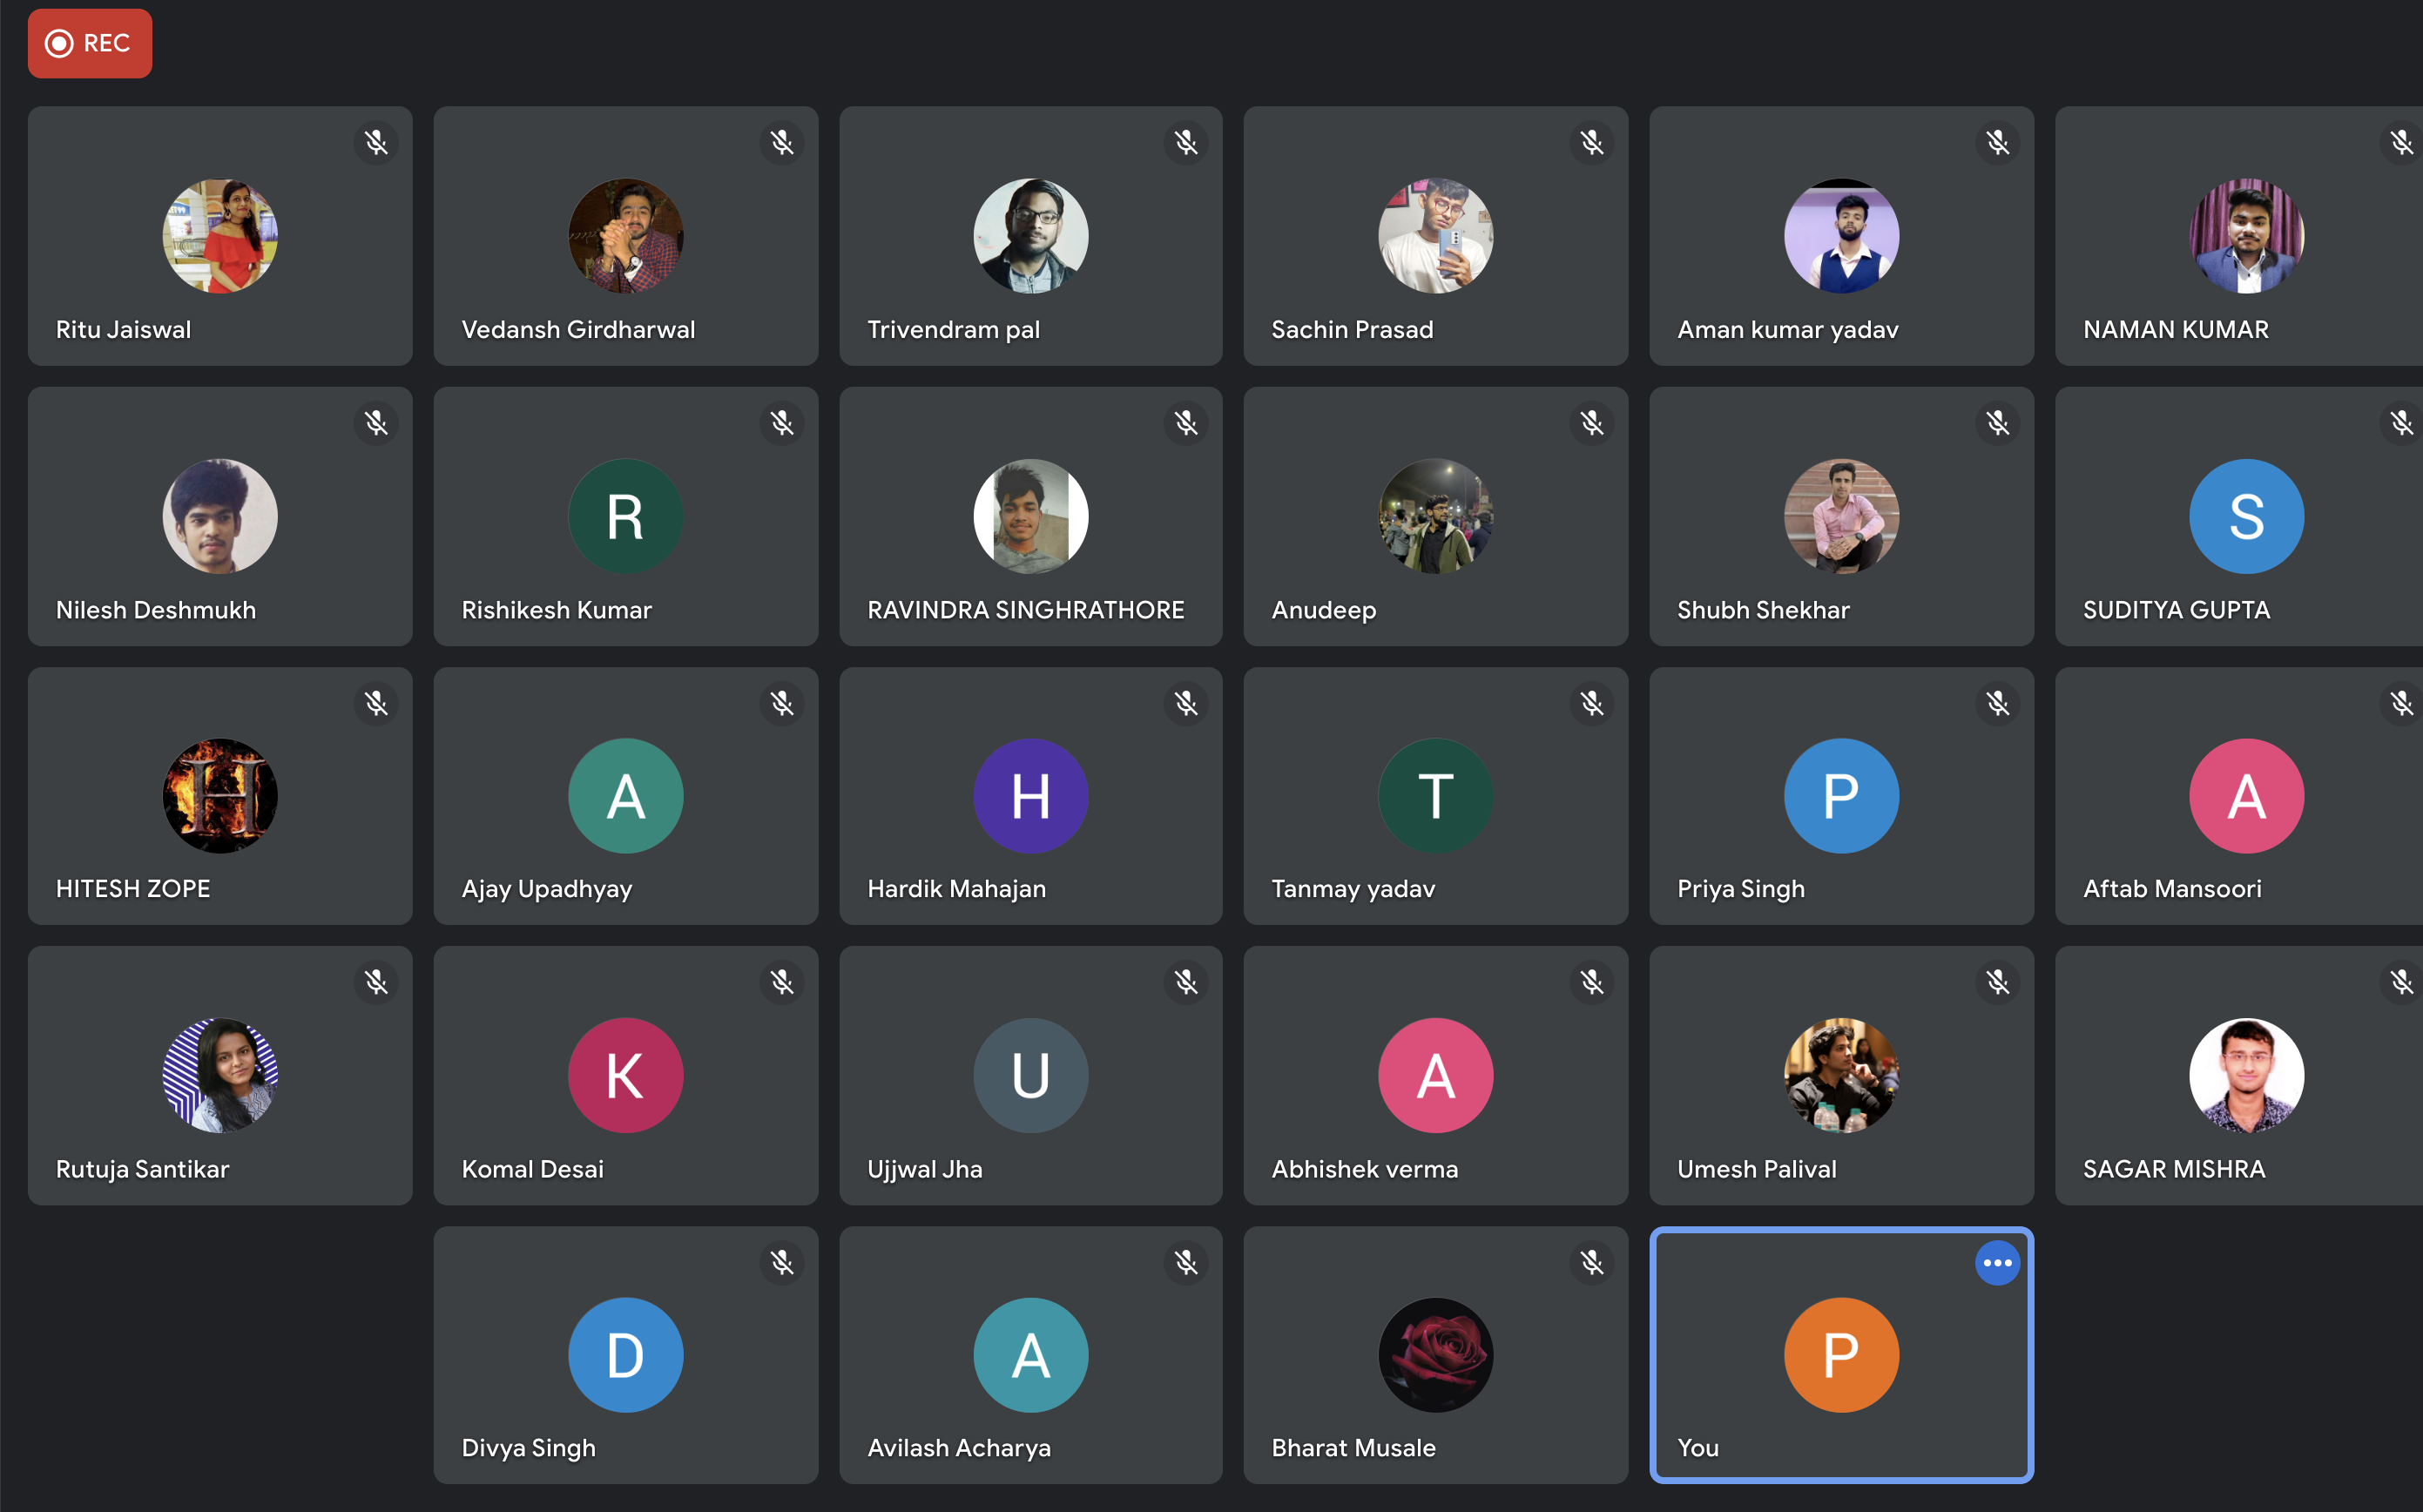 REC
Ritu Jaiswal
Vedansh Girdharwal
Trivendram pal
Sachin Prasad
Aman kumar yadav
NAMAN KUMAR
R
S
Nilesh Deshmukh
Rishikesh Kumar
RAVINDRA SINGHRATHORE
Anudeep
Shubh Shekhar
SUDITYA GUPTA
H
A
H
T
P
A
HITESH ZOPE
Ajay Upadhyay
Hardik Mahajan
Tanmay yadav
Priya Singh
Aftab Mansoori
K
U
A
Rutuja Santikar
Komal Desai
Ujjwal Jha
Abhishek verma
Umesh Palival
SAGAR MISHRA
D
A
P
Divya Singh
Avilash Acharya
Bharat Musale
You